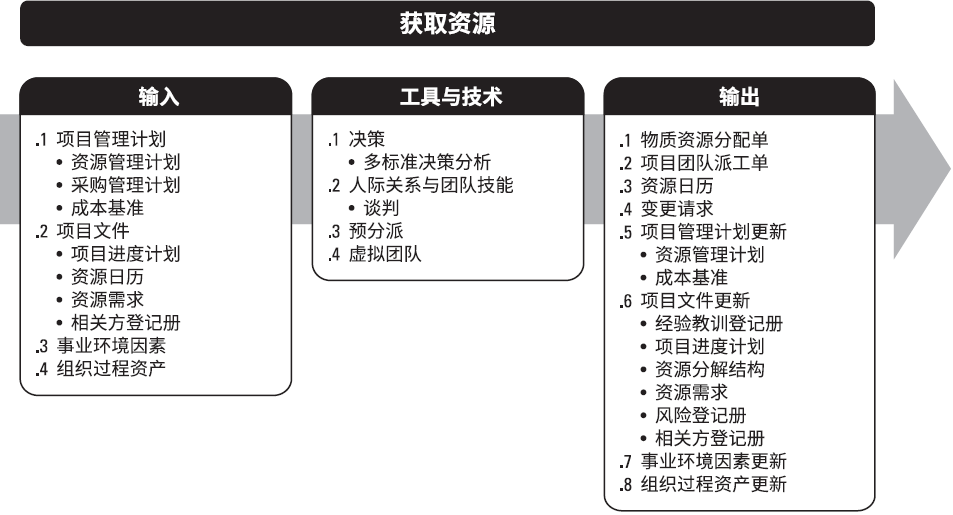 获取资源
输入
.1 项目管理计划
• 资源管理计划
• 采购管理计划
• 成本基准
.2 项目文件
• 项目进度计划
• 资源日历
• 资源需求
• 相关方登记册
.3 事业环境因素
.4 组织过程资产
工具与技术
.1 决策
• 多标准决策分析
.2 人际关系与团队技能
• 谈判
.3 预分派
.4 虚拟团队
输出
.1 物质资源分配单
.2 项目团队派工单
.3 资源日历
.4 变更请求
.5 项目管理计划更新
• 资源管理计划
• 成本基准
.6 项目文件更新
• 经验教训登记册
• 项目进度计划
• 资源分解结构
• 资源需求
• 风险登记册
• 相关方登记册
.7 事业环境因素更新
.8 组织过程资产更新